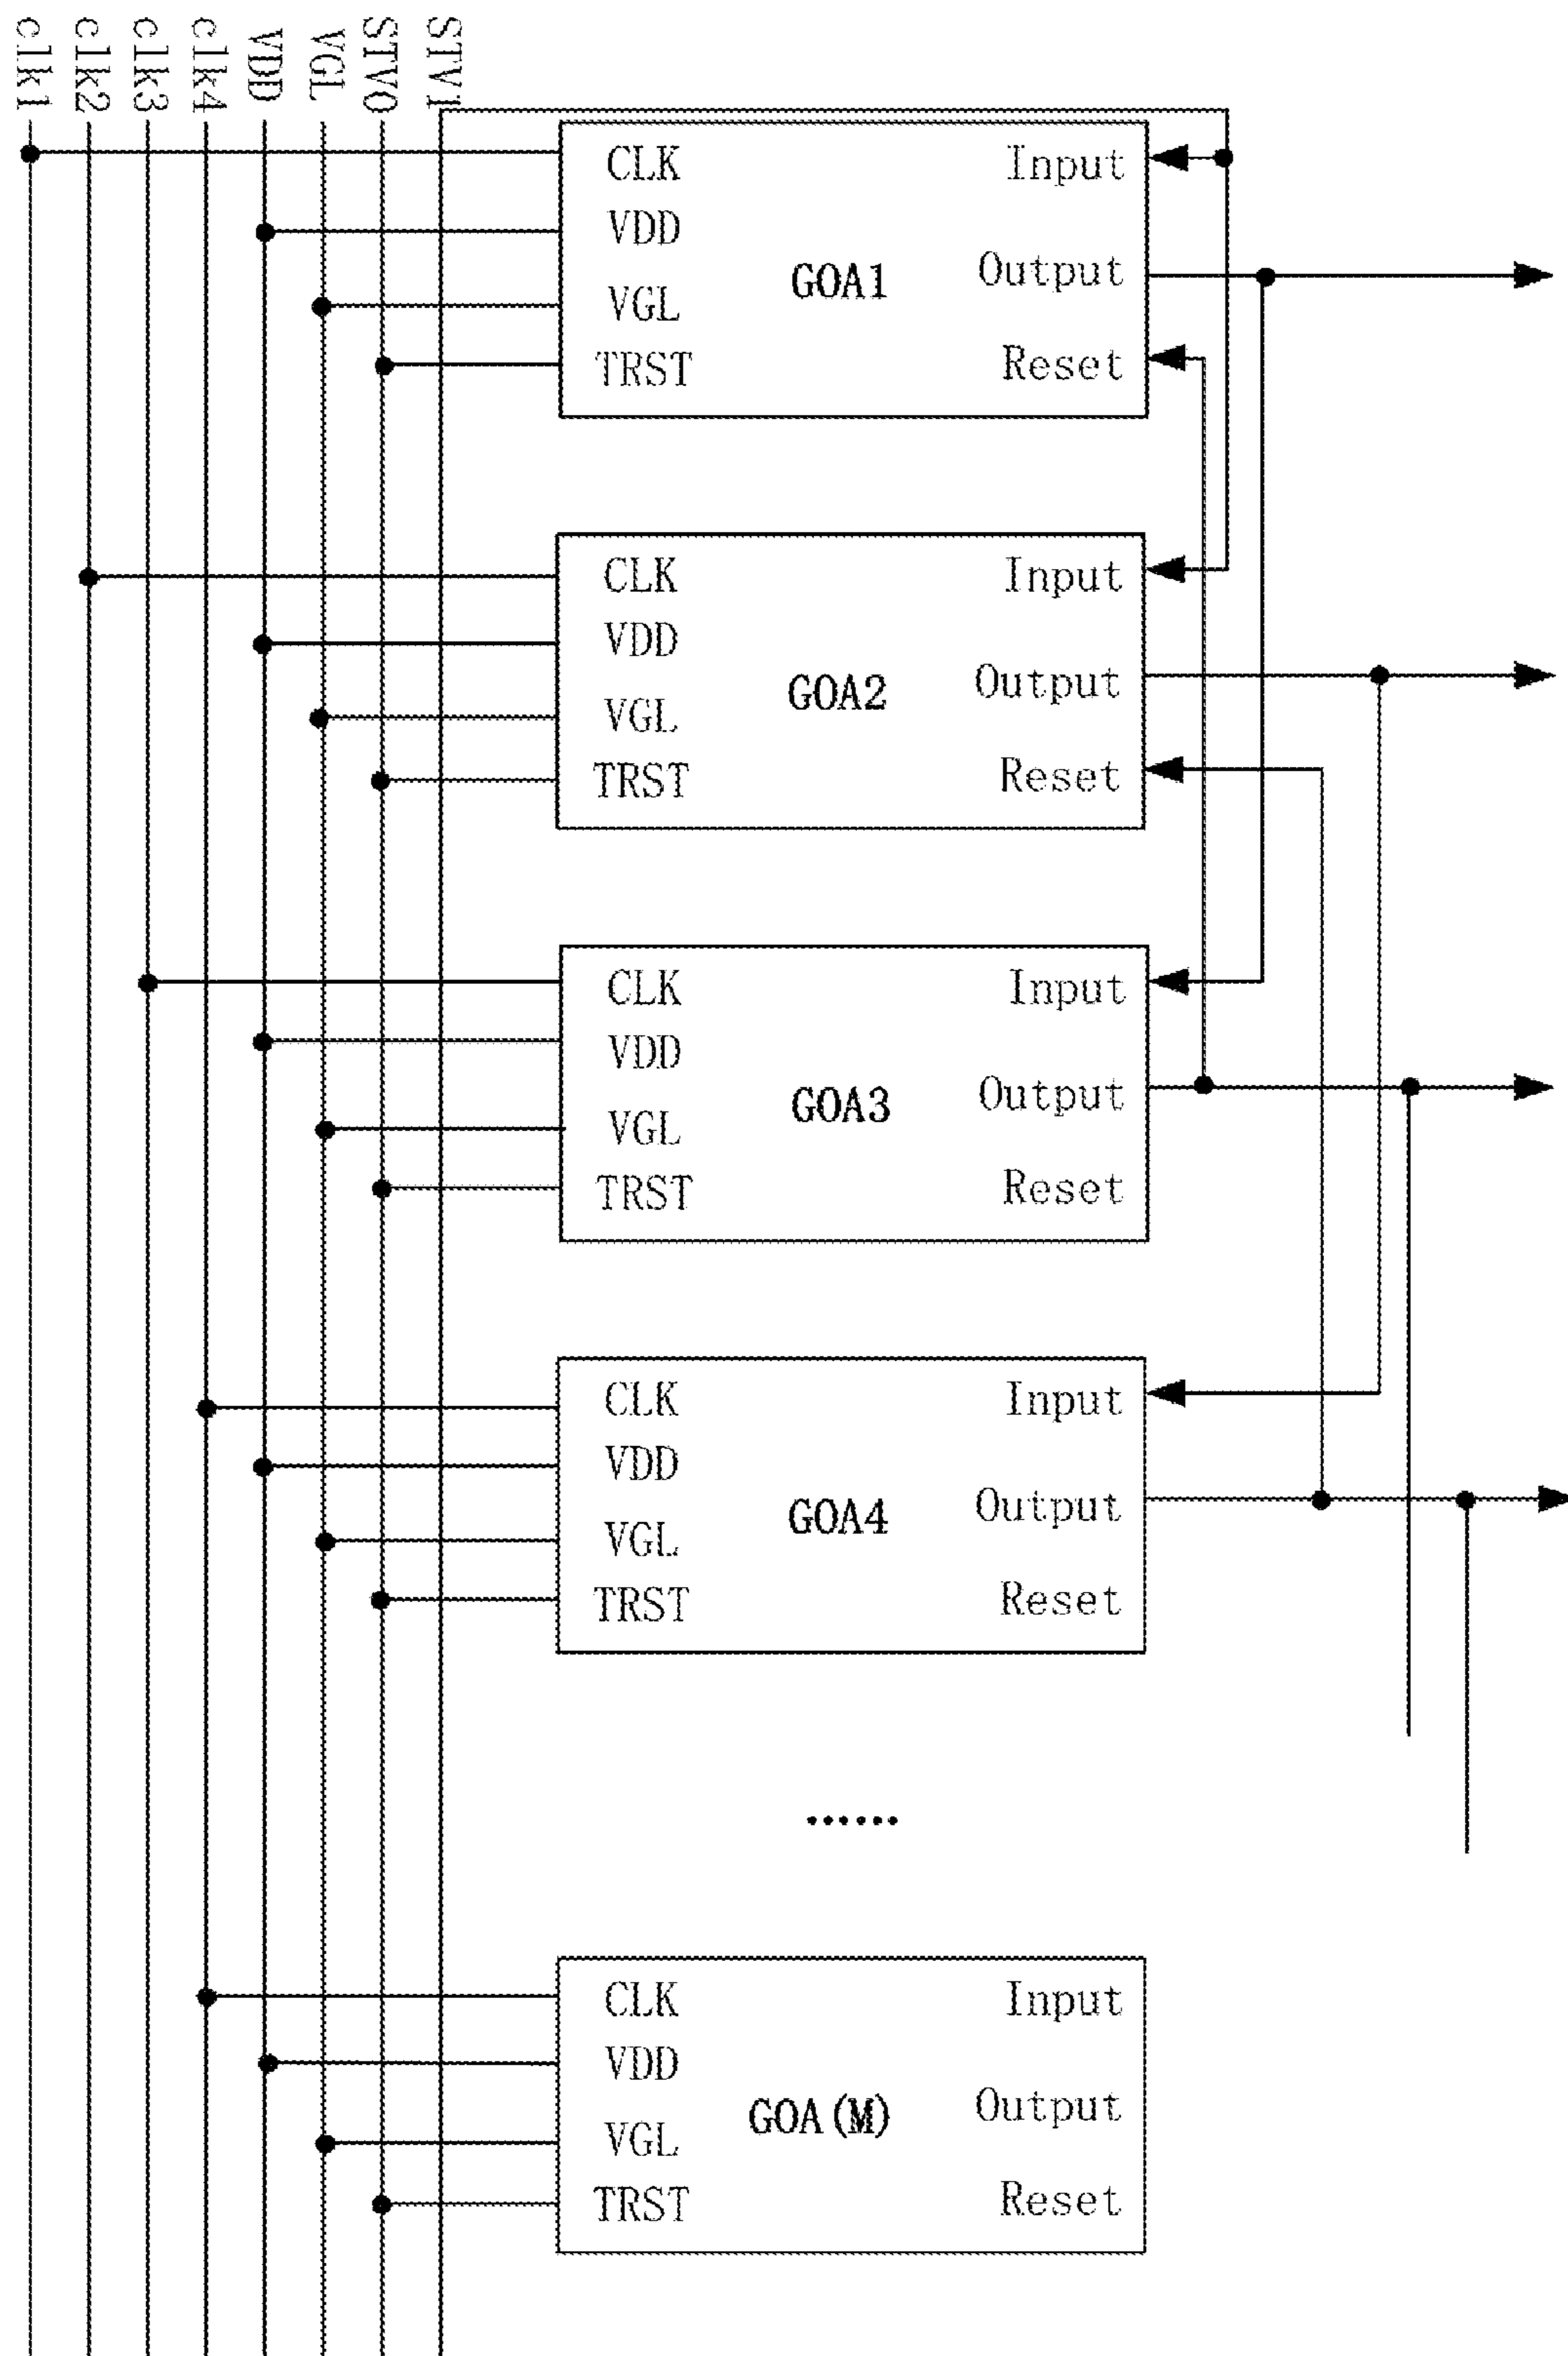 clk1
clk2
clk3
clk4
VDD
VGL
STV0
STV1
CLK
VDD
VGL
TRST
GOA1
Input
Output
Reset
CLK
VDD
VGL
TRST
GOA2
Input
Output
Reset
CLK
VDD
VGL
TRST
GOA3
Input
Output
Reset
CLK
VDD
VGL
TRST
GOA4
Input
Output
Reset
......
CLK
VDD
VGL
TRST
GOA(M)
Input
Output
Reset